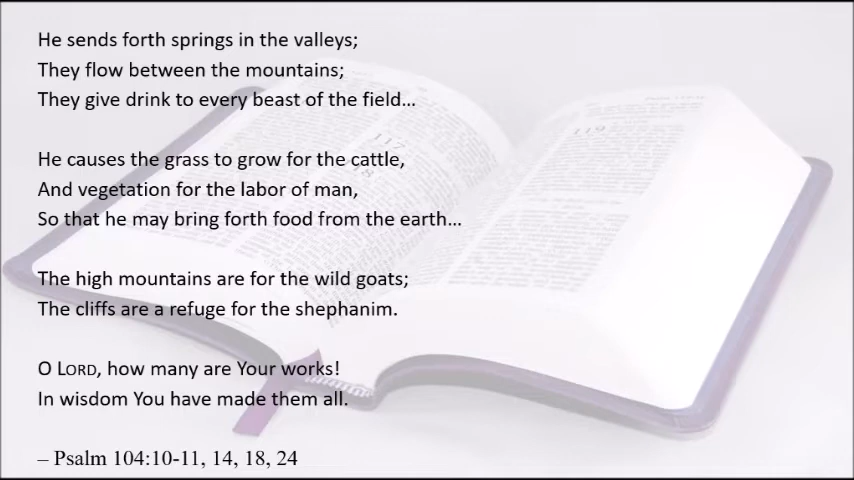 He sends forth springs in the valleys;
They flow between the mountains;
They give drink to every beast of the field...
He causes the grass to grow for the cattle,
And vegetation for the labor of man,
So that he may bring forth food from the earth...
The high mountains are for the wild goats;
The cliffs are a refuge for the shephanim.
O LORD, how many are Your works!
In wisdom You have made them all.
– Psalm 104:10-11, 14, 18, 24
117
119